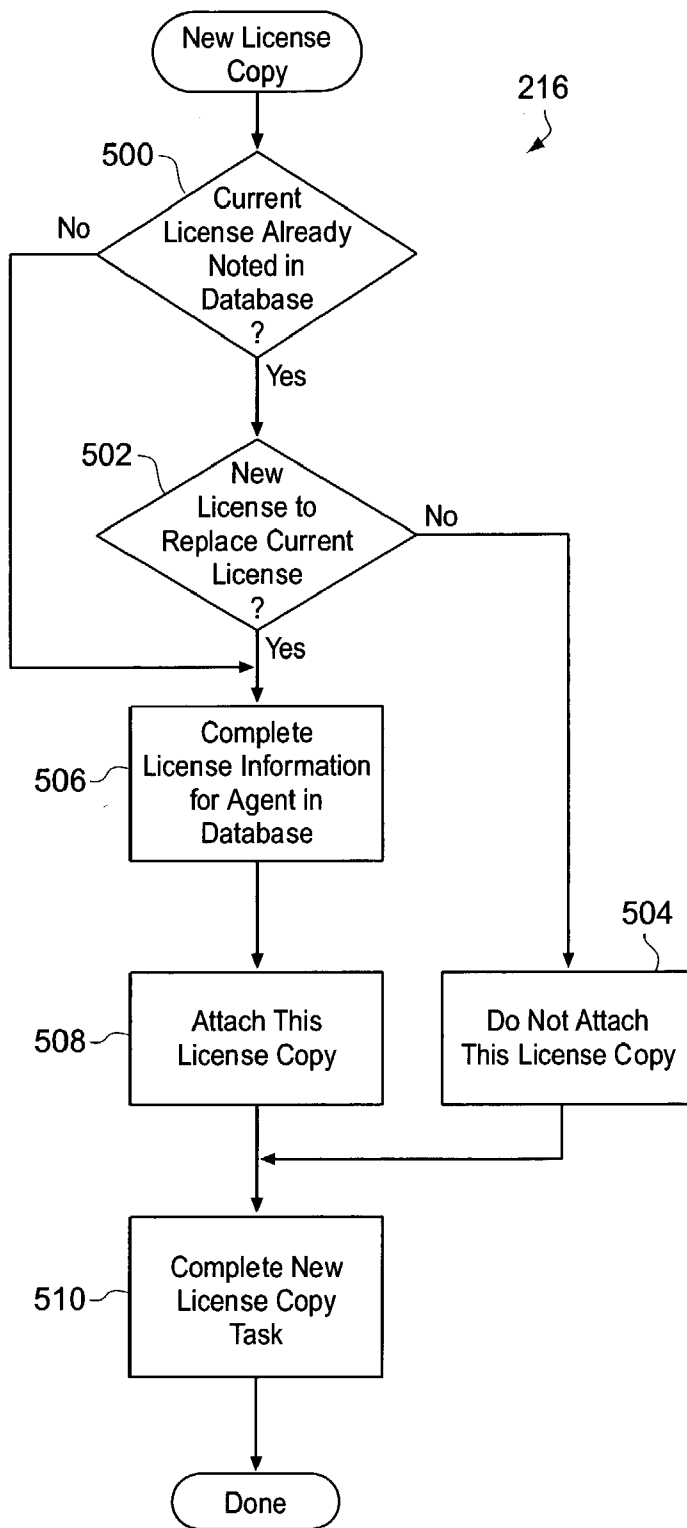 New License
Copy
216
500
Current
License Already
Noted in
Database
?
No
Yes
502
New
License to
Replace Current
License
?
No
Yes
506
Complete
License Information
for Agent in
Database
504
508
Attach This
License Copy
Do Not Attach
This License Copy
510
Complete New
License Copy
Task
Done